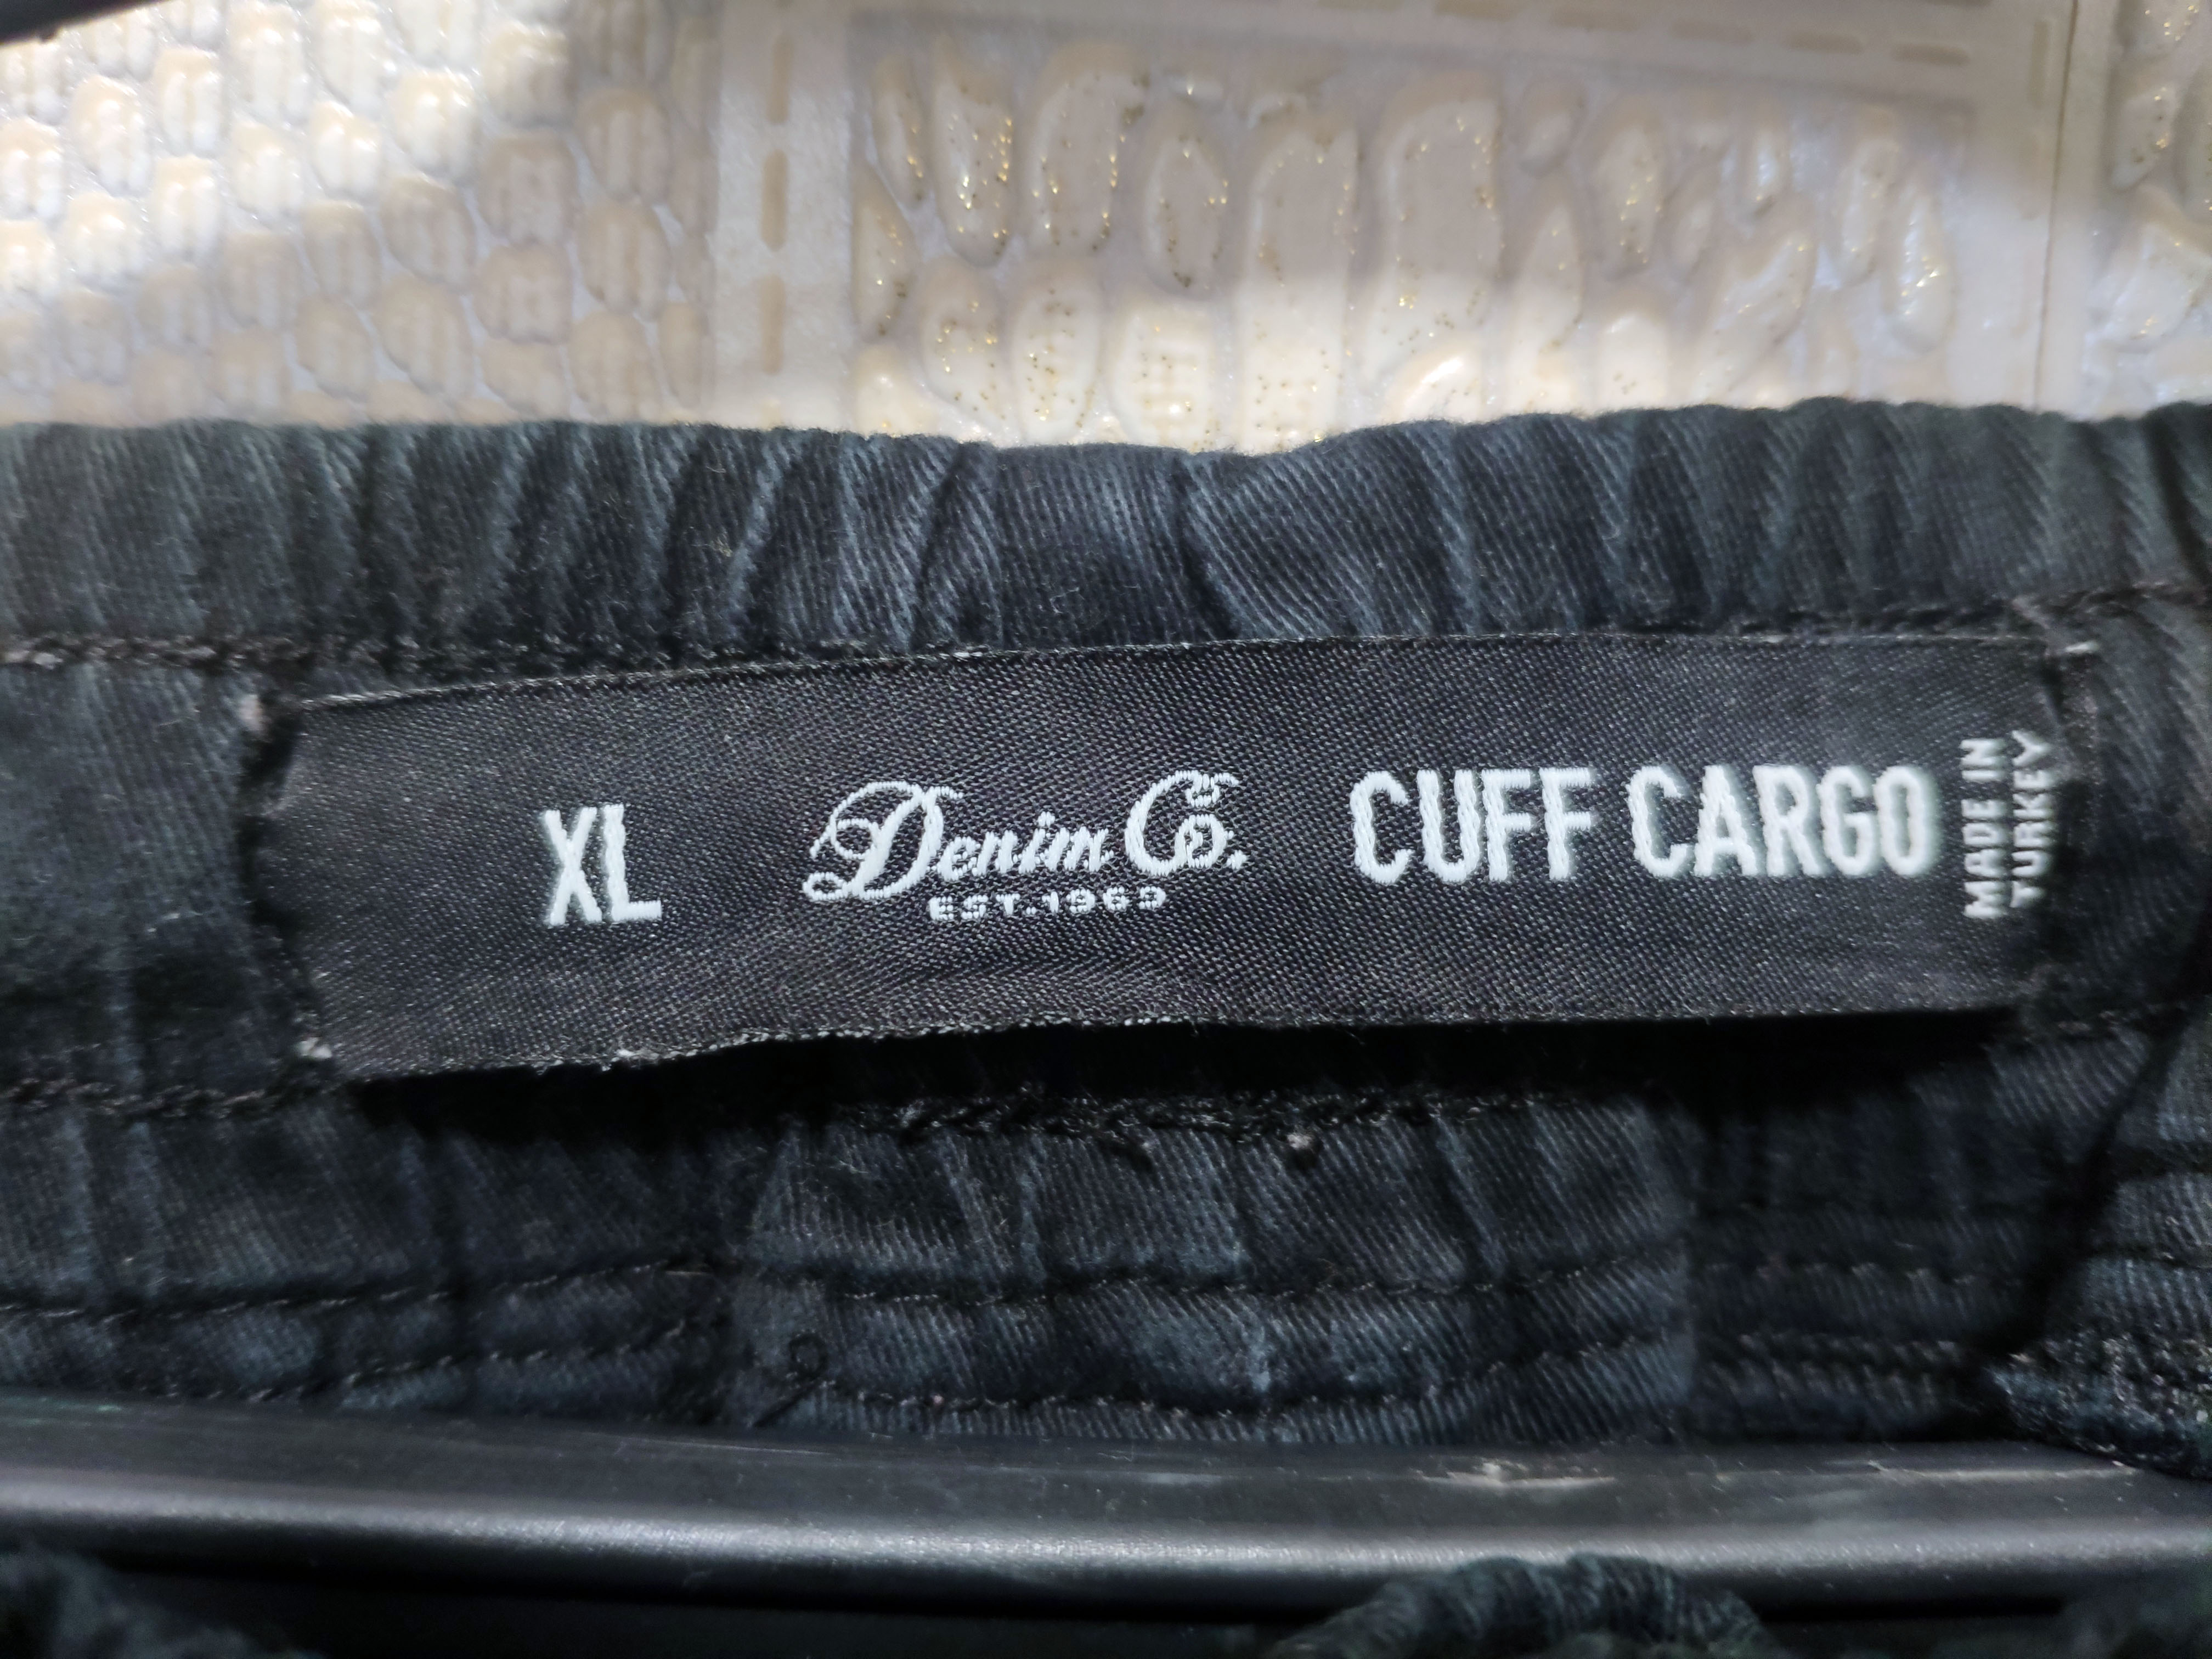 XL
Denim Co.
EST.1969
CUFF CARGO
MADE IN
TURKEY